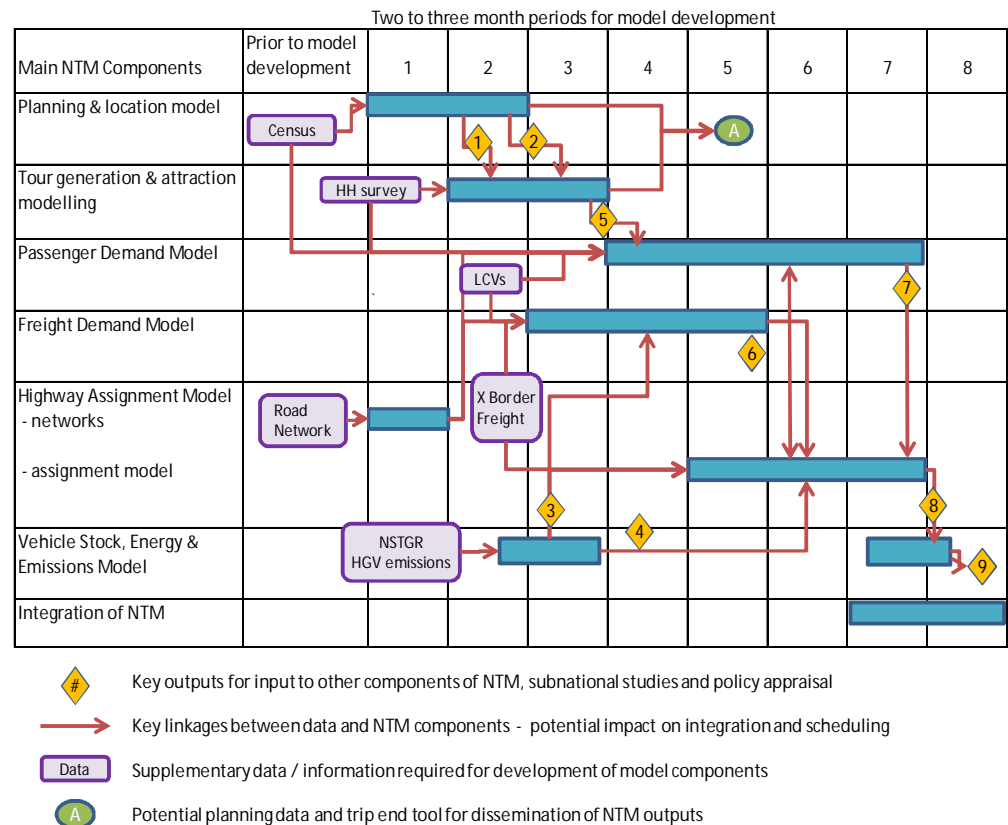 Two to three month periods for model development
Main NTM Components
Prior to model
development
1
2
3
4
5
6
7
8
Planning & location model
Census
1
2
A
Tour generation & attraction
modelling
HH survey
5
Passenger Demand Model
LCVs
7
`
Freight Demand Model
6
Highway Assignment Model
- networks
Road
Network
X Border
Freight
- assignment model
3
4
8
Vehicle Stock, Energy &
Emissions Model
NSTGR
HGV emissions
9
Integration of NTM
# Key outputs for input to other components of NTM, subnational studies and policy appraisal
Key linkages between data and NTM components - potential impact on integration and scheduling
Data Supplementary data / information required for development of model components
A Potential planning data and trip end tool for dissemination of NTM outputs